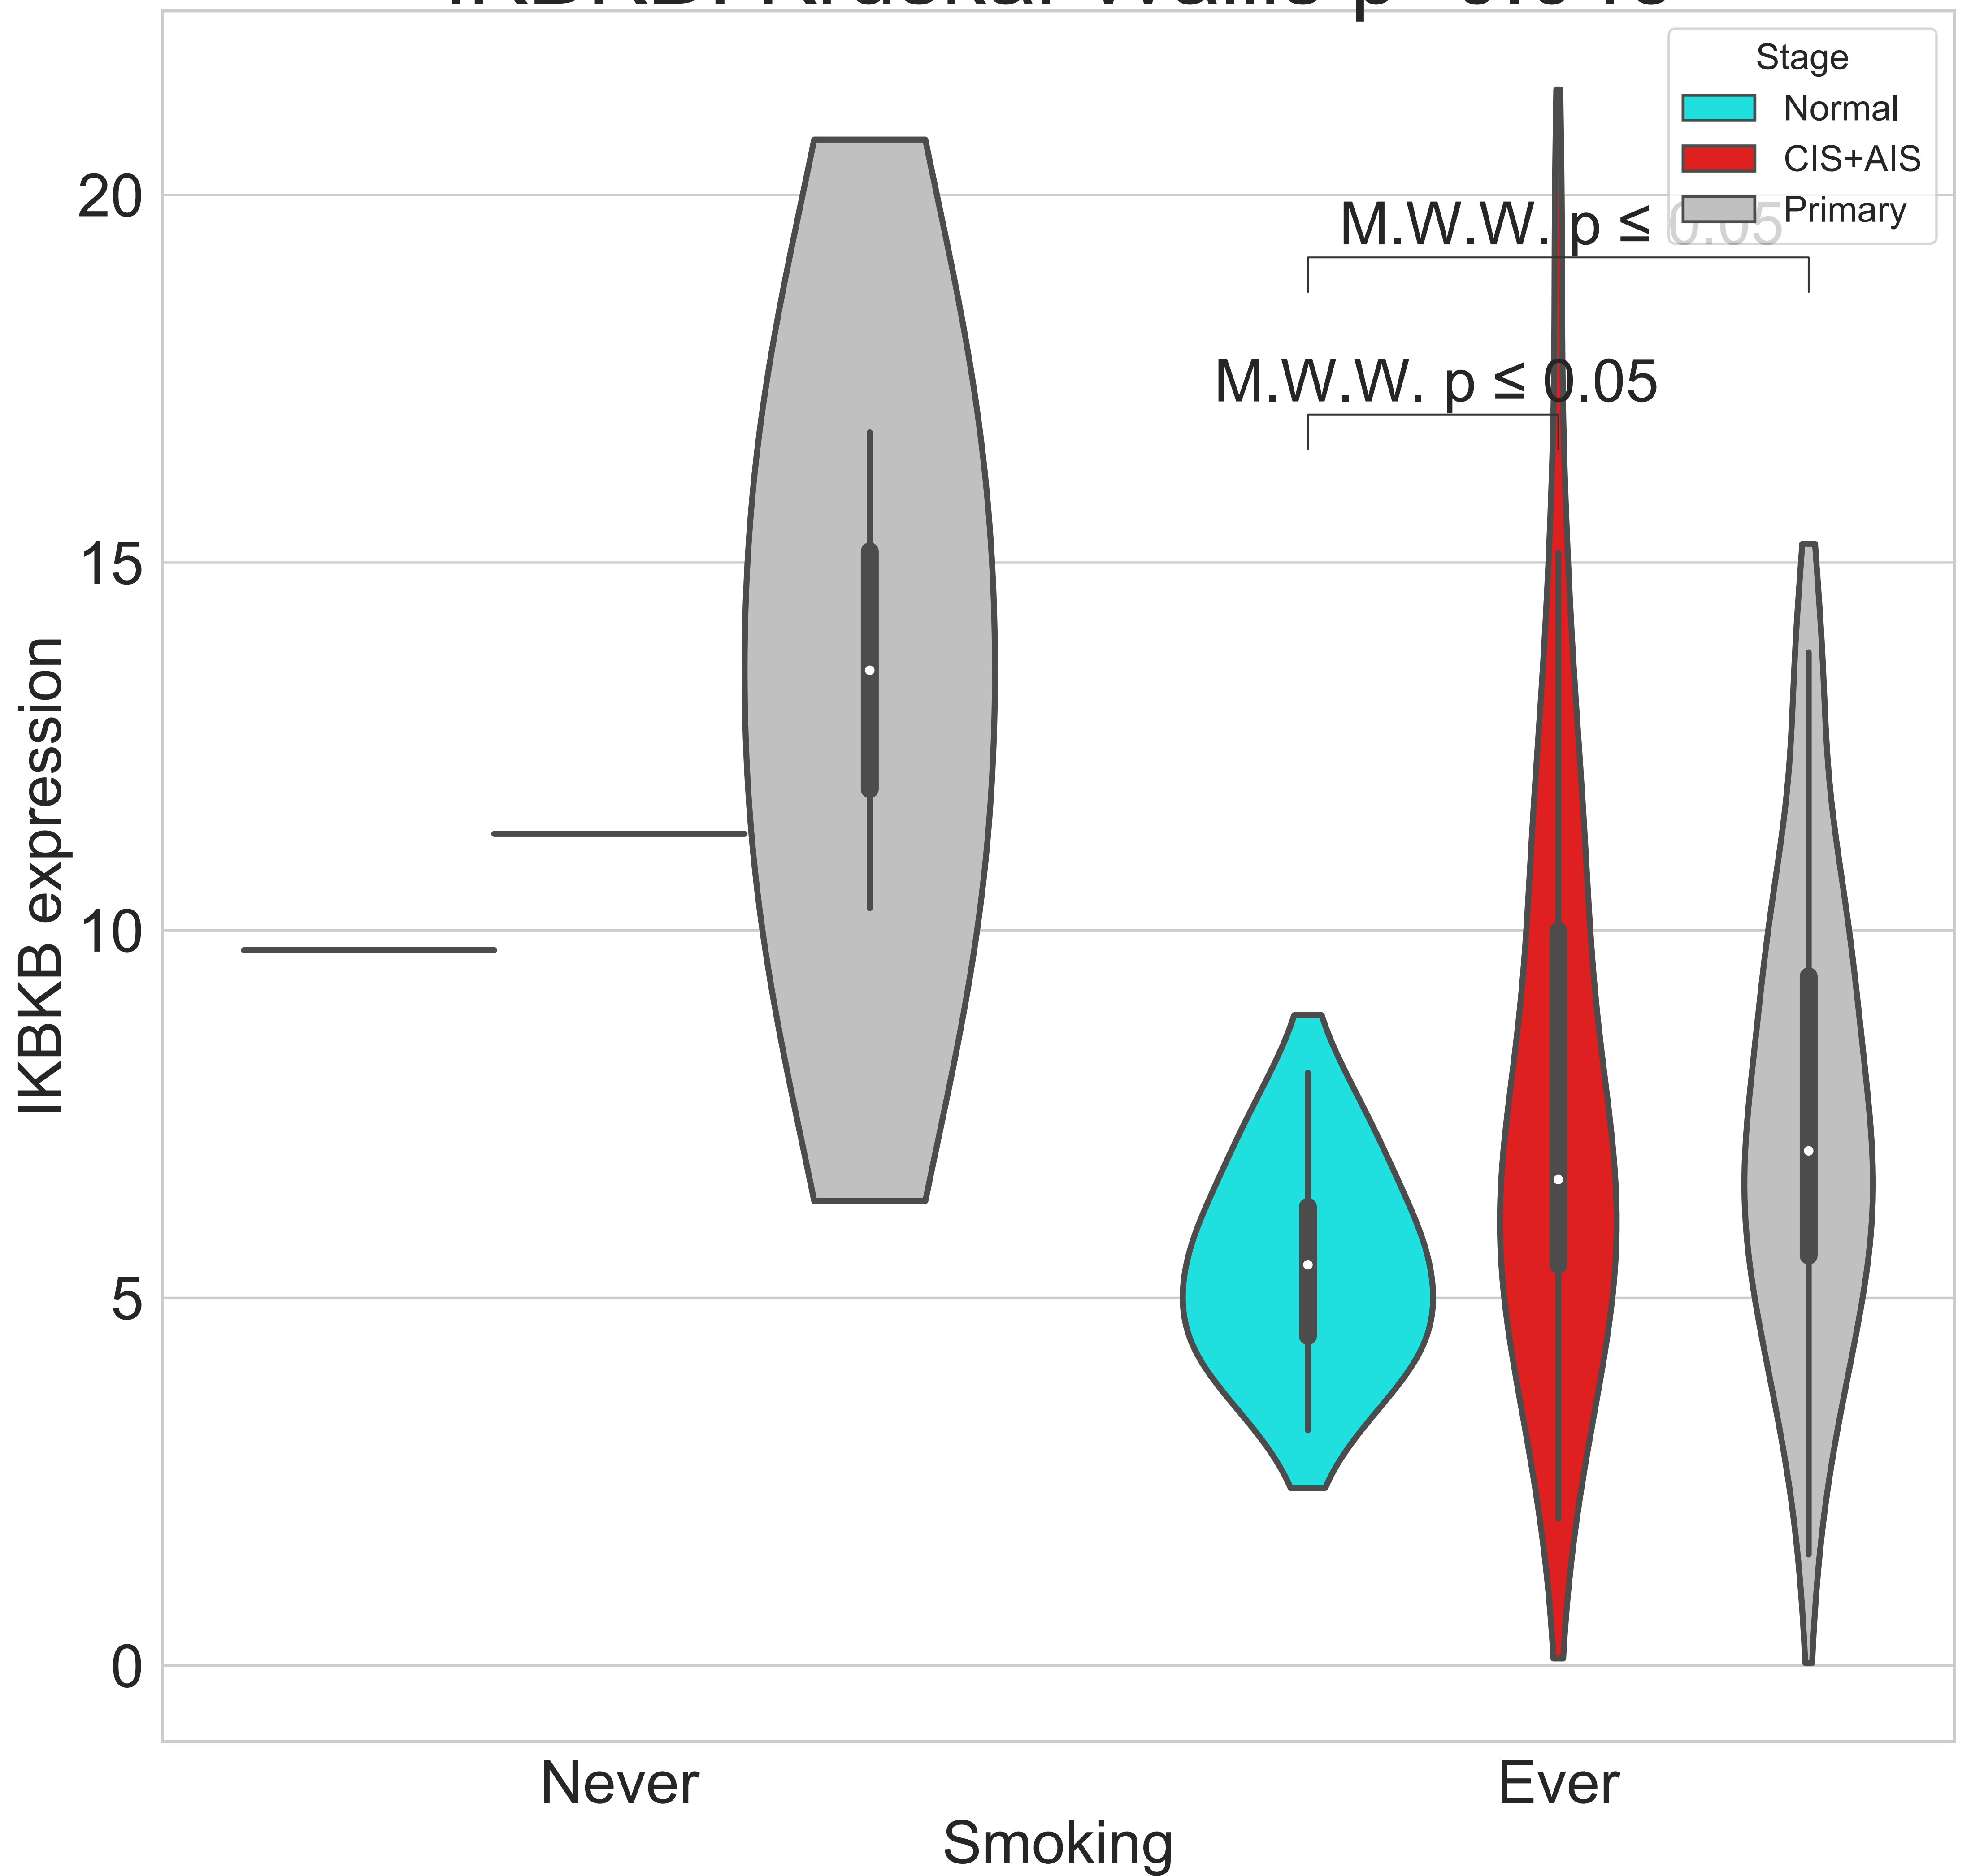 Stage
Normal
CIS+AIS
Primary
M.W.W. p ≤ 0.05
M.W.W. p ≤ 0.05
20
15
10
5
0
IKBKB expression
Never
Ever
Smoking